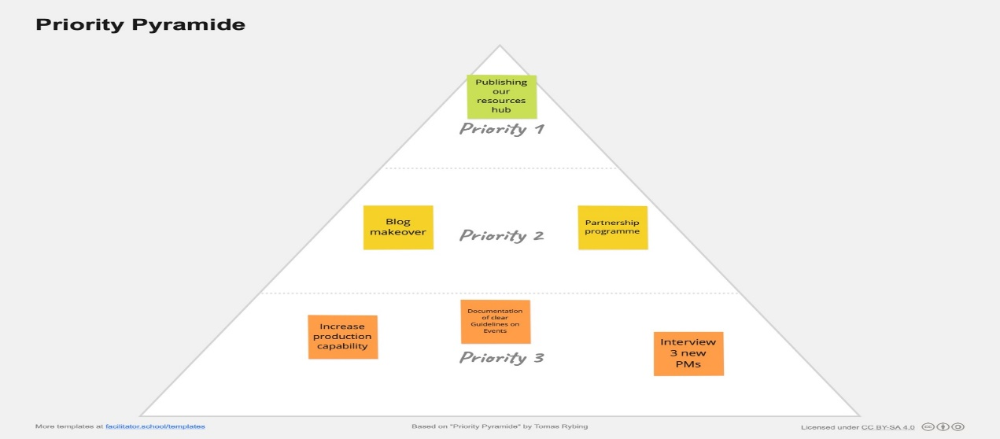 Priority Pyramide
Publishing
our
resources
hub
Priority 1
Blog
makeover
Priority 2
Partnership
programme
Increase
production
capability
Documentation
of clear
Guidelines on
Events
Priority 3
Interview
3 new
PMs
More templates at facilitator.school/templates
Based on "Priority Pyramide" by Tomas Rybing
Licensed under CC BY-SA 4.0